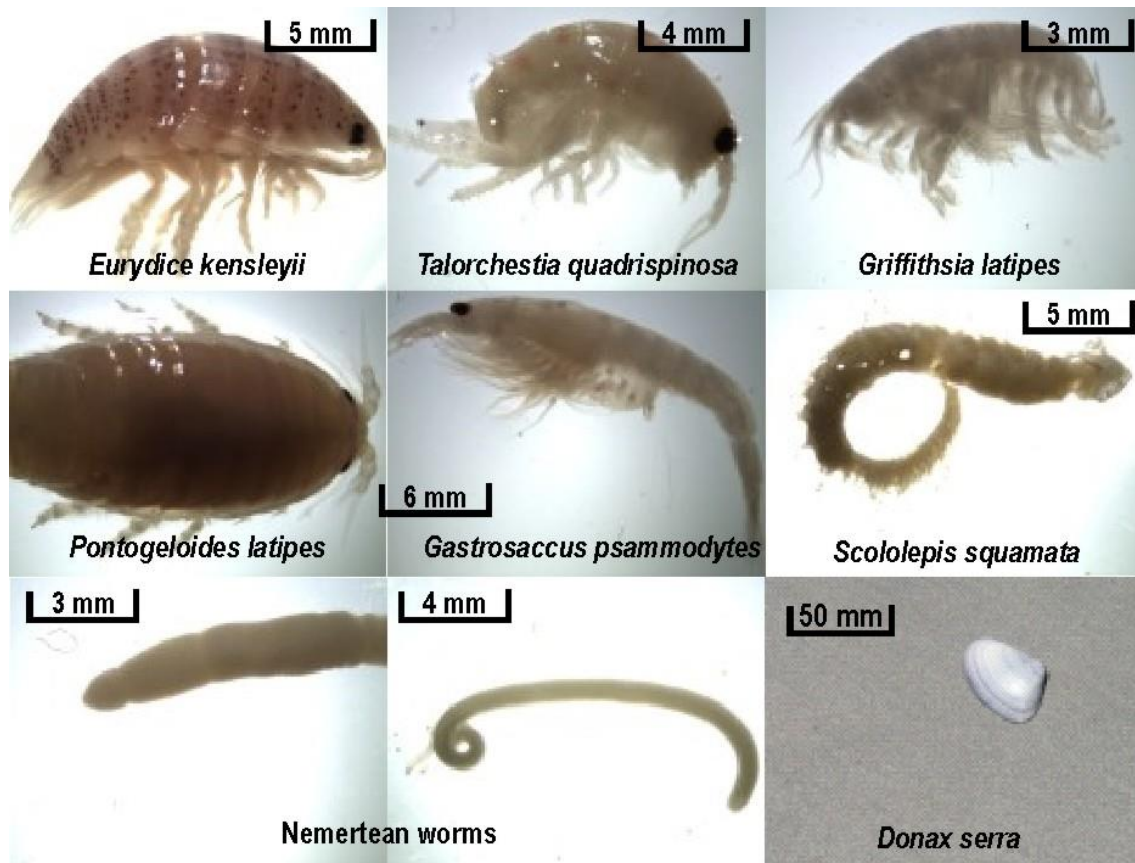 5 mm
4 mm
3 mm
Eurydice kensleyii
Talorchestia quadrispinosa
Griffithsia latipes
5 mm
6 mm
Pontogeloides latipes
Gastrosaccus psammodytes
Scololepis squamata
3 mm
4 mm
50 mm
Nemertean worms
Donax serra